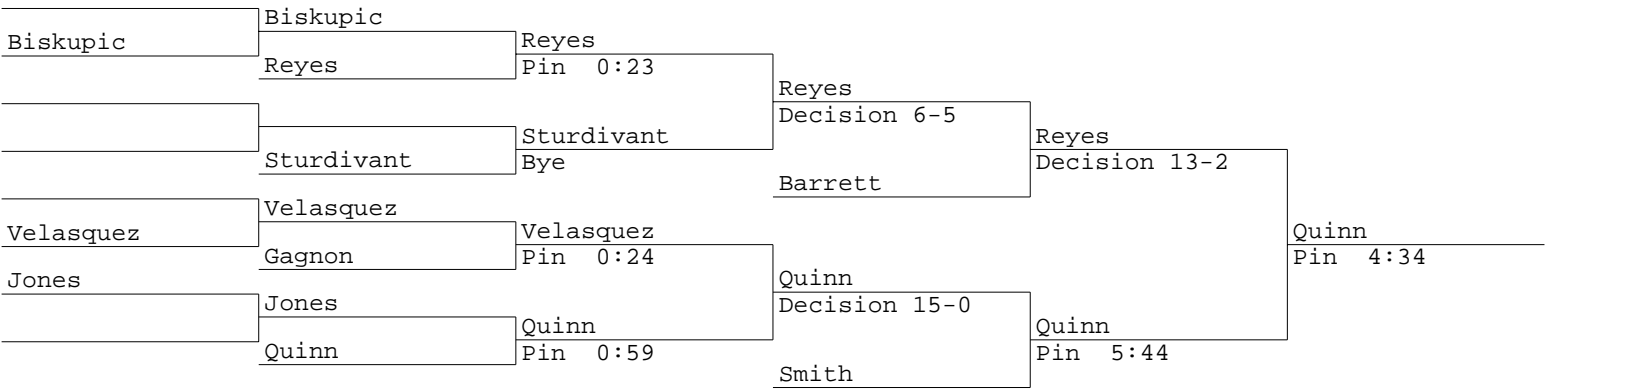 Biskupic
Biskupic
Reyes
Reyes
Pin 0:23
Reyes
Decision 6-5
Sturdivant
Sturdivant
Bye
Reyes
Decision 13-2
Barrett
Velasquez
Velasquez
Gagnon
Velasquez
Pin 0:24
Quinn
Pin 4:34
Jones
Jones
Quinn
Decision 15-0
Quinn
Quinn
Pin 0:59
Quinn
Pin 5:44
Smith